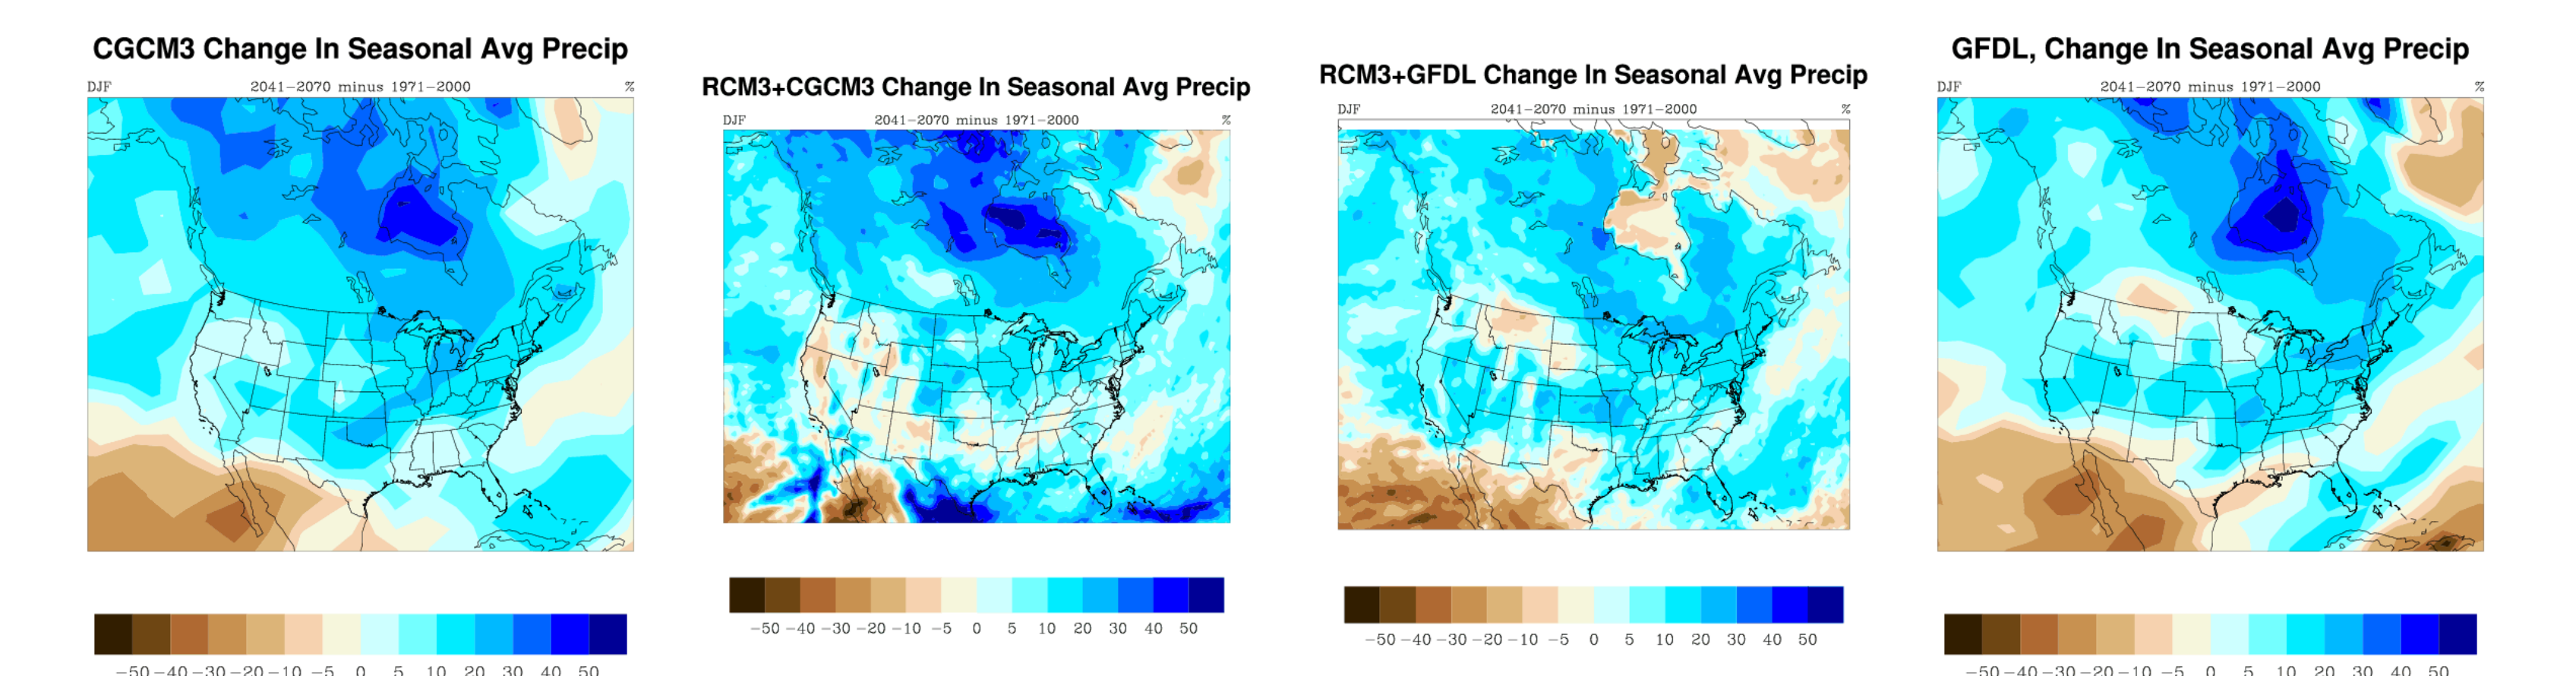 CGCM3 Change In Seasonal Avg Precip
DJF 2041-2070 minus 1971-2000 %
-50 -40 -30 -20 -10 -5 0 5 10 20 30 40 50
RCM3+CGCM3 Change In Seasonal Avg Precip
DJF 2041-2070 minus 1971-2000 %
-50 -40 -30 -20 -10 -5 0 5 10 20 30 40 50
RCM3+GFDL Change In Seasonal Avg Precip
DJF 2041-2070 minus 1971-2000 %
-50 -40 -30 -20 -10 -5 0 5 10 20 30 40 50
GFDL, Change In Seasonal Avg Precip
DJF 2041-2070 minus 1971-2000 %
-50 -40 -30 -20 -10 -5 0 5 10 20 30 40 50